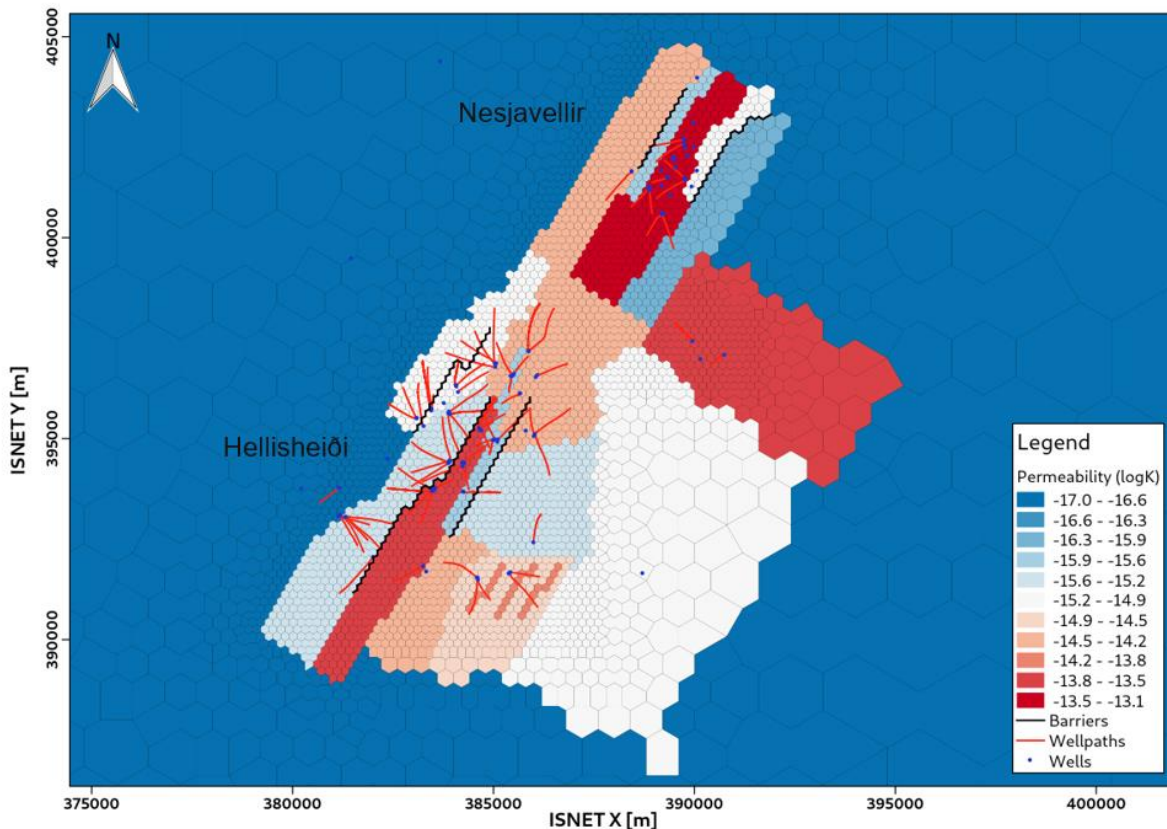 405000
N
Nesjavellir
400000
ISNET Y [m]
395000
Hellisheiði
390000
Legend
Permeability (logK)
-17.0 - -16.6
-16.6 - -16.3
-16.3 - -15.9
-15.9 - -15.6
-15.6 - -15.2
-15.2 - -14.9
-14.9 - -14.5
-14.5 - -14.2
-14.2 - -13.8
-13.8 - -13.5
-13.5 - -13.1
Barriers
Wellpaths
Wells
375000 380000 385000 390000 395000 400000
ISNET X [m]